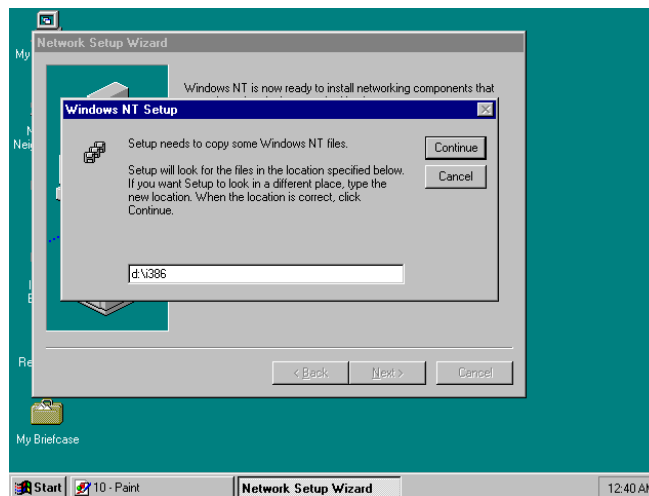 My
Network Setup Wizard
Windows NT is now ready to install networking components that
Windows NT Setup
Nei
Setup needs to copy some Windows NT files.
Continue
Setup will look for the files in the location specified below.
If you want Setup to look in a different place, type the
new location. When the location is correct, click
Continue.
Cancel
d:\i386
Re
< Back
Next >
Cancel
My Briefcase
Start
10 - Paint
Network Setup Wizard
12:40 A